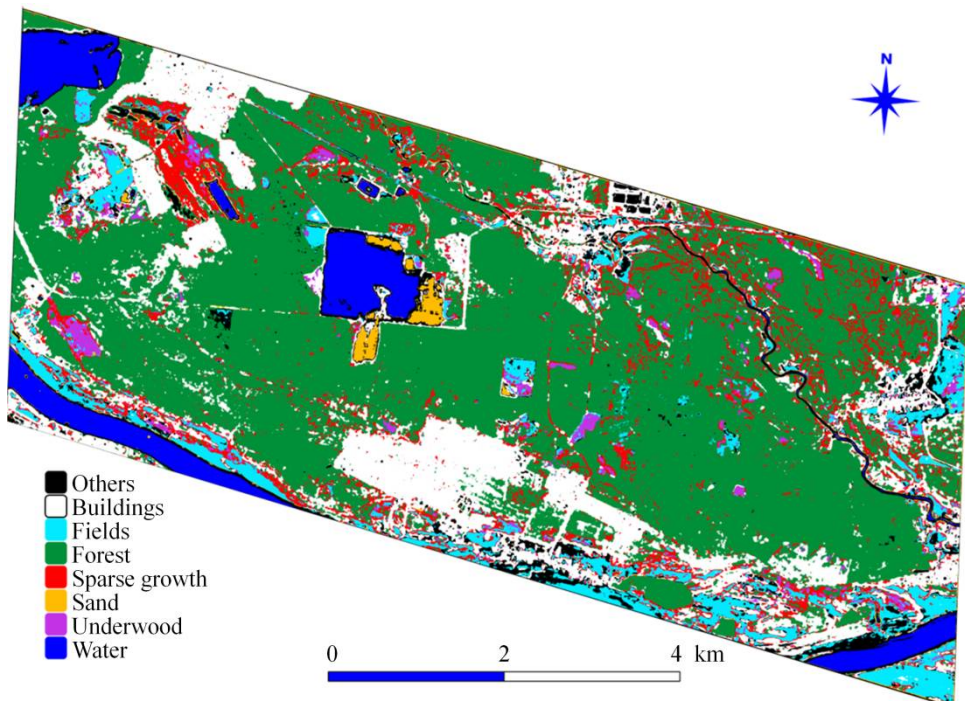 N
Others
Buildings
Fields
Forest
Sparse growth
Sand
Underwood
Water
0 2 4 km